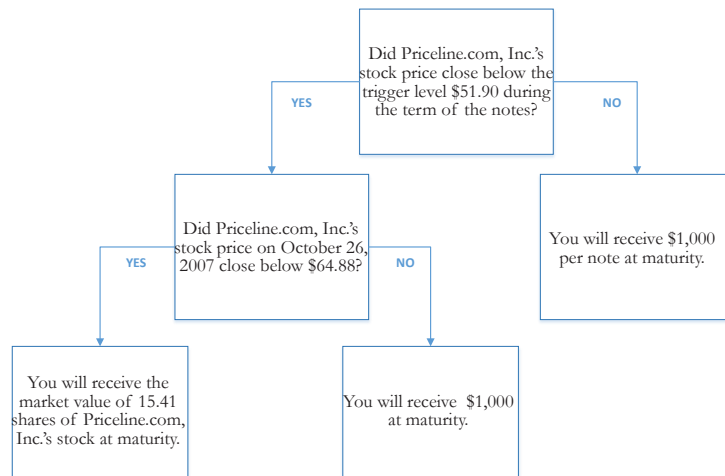 Did Priceline.com, Inc.'s
stock price close below the
trigger level $51.90 during
the term of the notes?
YES
NO
Did Priceline.com, Inc.'s
stock price on October 26,
2007 close below $64.88?
You will receive $1,000
per note at maturity.
YES
NO
You will receive the
market value of 15.41
shares of Priceline.com,
Inc.'s stock at maturity.
You will receive $1,000
at maturity.